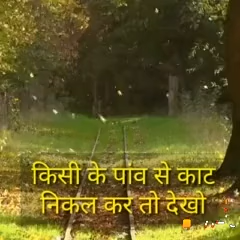 किसी के पांव से काट
निकल कर तो देखो